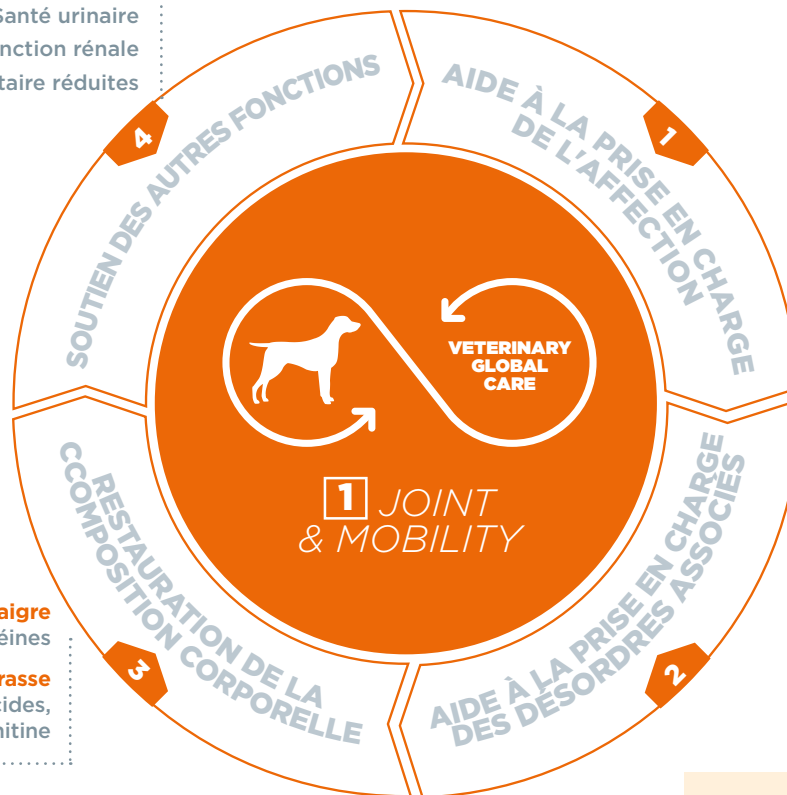 Santé urinaire
nction rénale
taire réduites
4
SOUTIEN DES AUTRES FONCTIONS
1
AIDE À LA PRISE EN CHARGE
DE L'AFFECTION
VETERINARY
GLOBAL
CARE
1 JOINT
& MOBILITY
2
AIDE À LA PRISE EN CHARGE
DES DÉSORDRES ASSOCIÉS
3
RESTAURATION DE LA
CCOMPOSITION CORPORELLE
aigre
éines
rasse
cides,
nitine